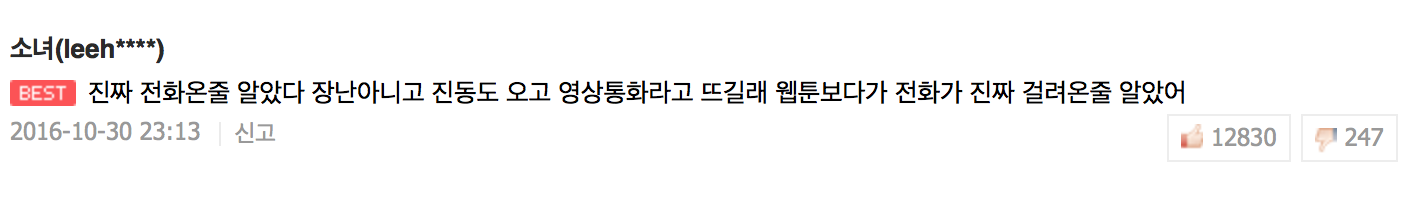 소녀(leeh****)
BEST 진짜 전화온줄 알았다 장난아니고 진동도 오고 영상통화라고 뜨길래 웹툰보다가 전화가 진짜 걸려온줄 알았어
2016-10-30 23:13 신고 12830 247